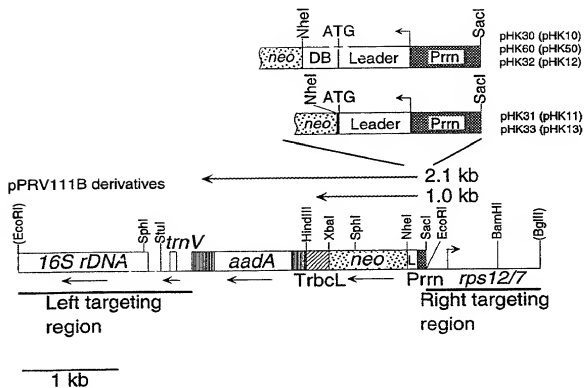 NheI ATG SacI
neo DB Leader Prrn
pHK30 (pHK10)
pHK60 (pHK50)
pHK32 (pHK12)
NheI ATG SacI
neo Leader Prrn
pHK31 (pHK11)
pHK33 (pHK13)
pPRV111B derivatives
2.1 kb
1.0 kb
(EcoRI) SphI StuI trnV HindIII XbaI SphI NheI SacI EcoRI BamHI (BglII)
16S rDNA aadA neo L
TrbcL Prrn rps12/7
Left targeting region
Right targeting region
1 kb